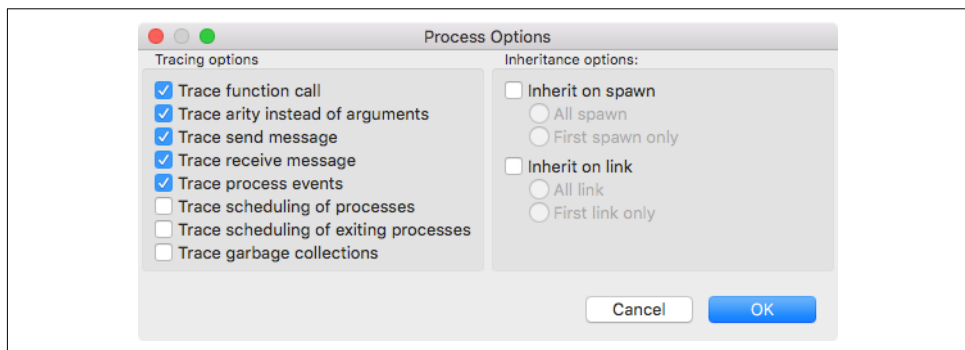 Process Options
Tracing options
Trace function call
Trace arity instead of arguments
Trace send message
Trace receive message
Trace process events
Trace scheduling of processes
Trace scheduling of exiting processes
Trace garbage collections
Inheritance options:
Inherit on spawn
All spawn
First spawn only
Inherit on link
All link
First link only
Cancel
OK